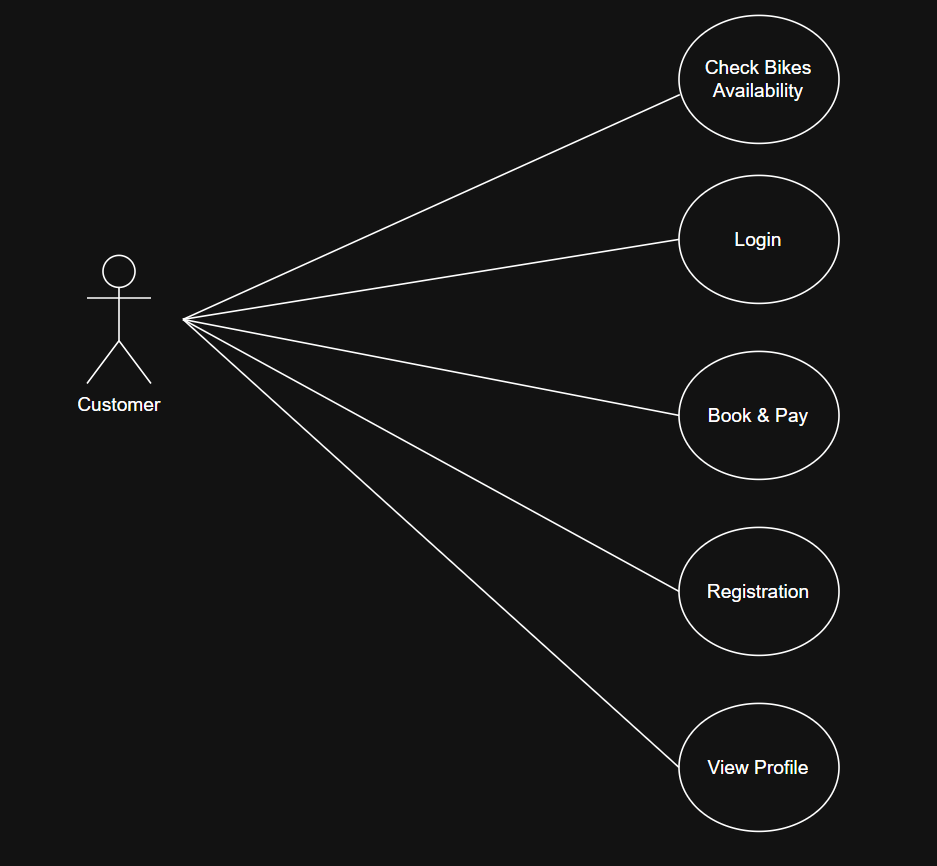 Check Bikes
Availability
Login
Customer
Book & Pay
Registration
View Profile